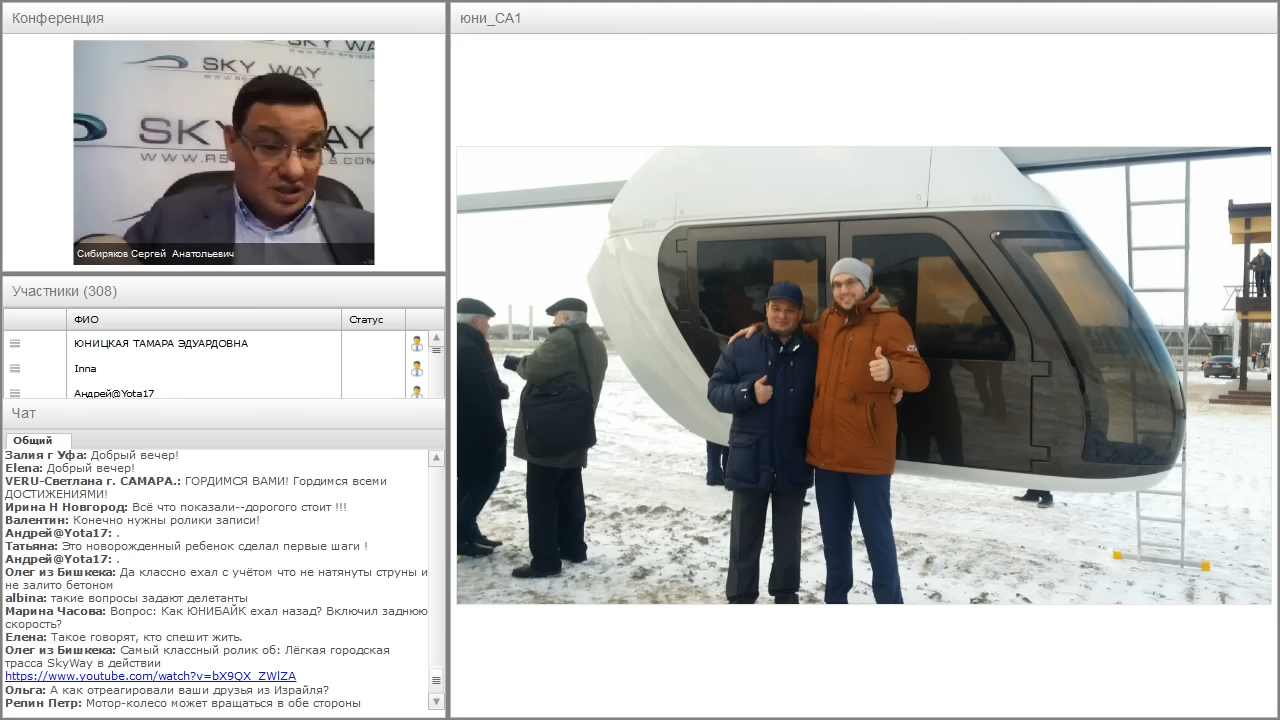 Конференция
SKY WAY
SKY WAY
Сибиряков Сергей Анатольевич
Участники (308)
ФИО
Статус
ЮНИЦКАЯ ТАМАРА ЭДУАРДОВНА
Inna
Андрей@Yota17
Чат
Общий
Залия г Уфа: Добрый вечер!
Elena: Добрый вечер!
VERU-Светлана г. САМАРА.: ГОРДИМСЯ ВАМИ! Гордимся всеми
ДОСТИЖЕНИЯМИ!
Ирина Н Новгород: Всё что показали--дорогого стоит !!!
Валентин: Конечно нужны ролики записи!
Андрей@Yota17: .
Татьяна: Это новорожденный ребенок сделал первые шаги !
Андрей@Yota17: .
Олег из Бишкека: Да классно ехал с учётом что не натянуты струны и
не залито бетоном
albina: такие вопросы задают делетанты
Марина Часова: Вопрос: Как ЮНИБАЙК ехал назад? Включил заднюю
скорость?
Елена: Такое говорят, кто спешит жить.
Олег из Бишкека: Самый классный ролик об: Лёгкая городская
трасса SkyWay в действии
https://www.youtube.com/watch?v=bX9QX_ZWlZA
Ольга: А как отреагировали ваши друзья из Израйля?
Репин Петр: Мотор-колесо может вращаться в обе стороны
юни_СА1